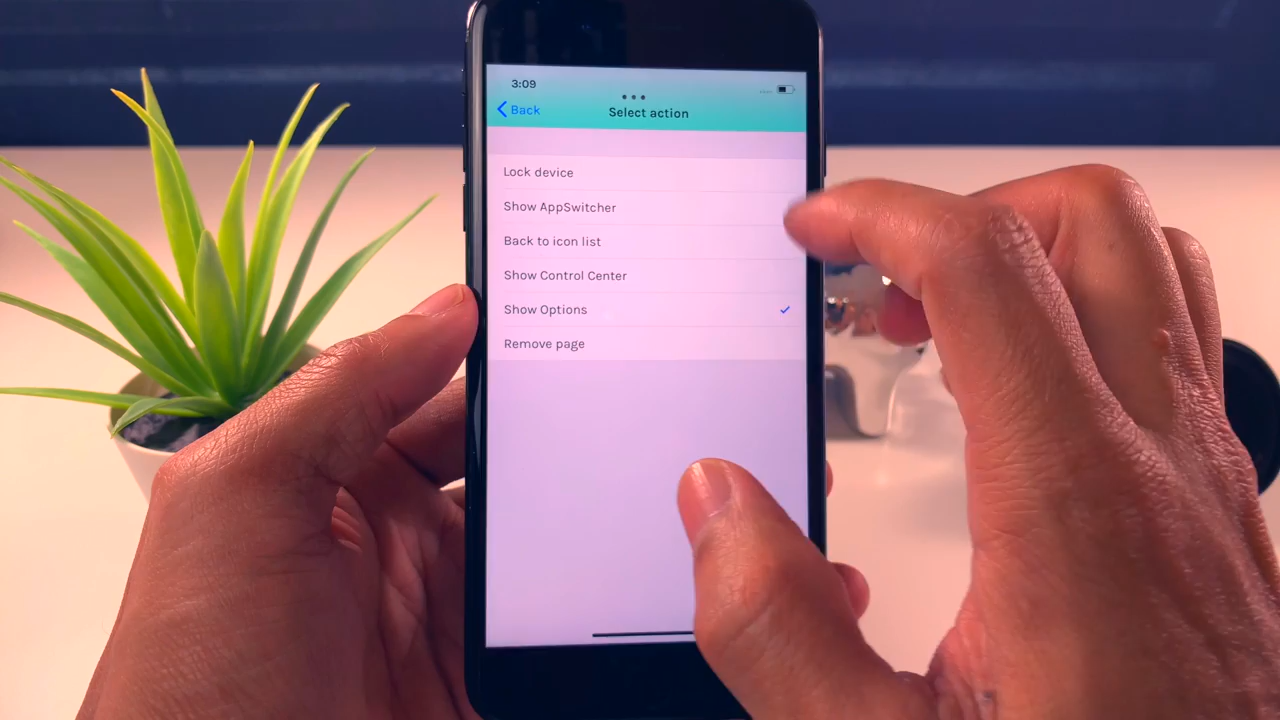 3:09
Back
Select action
Lock device
Show AppSwitcher
Back to icon list
Show Control Center
Show Options
Remove page